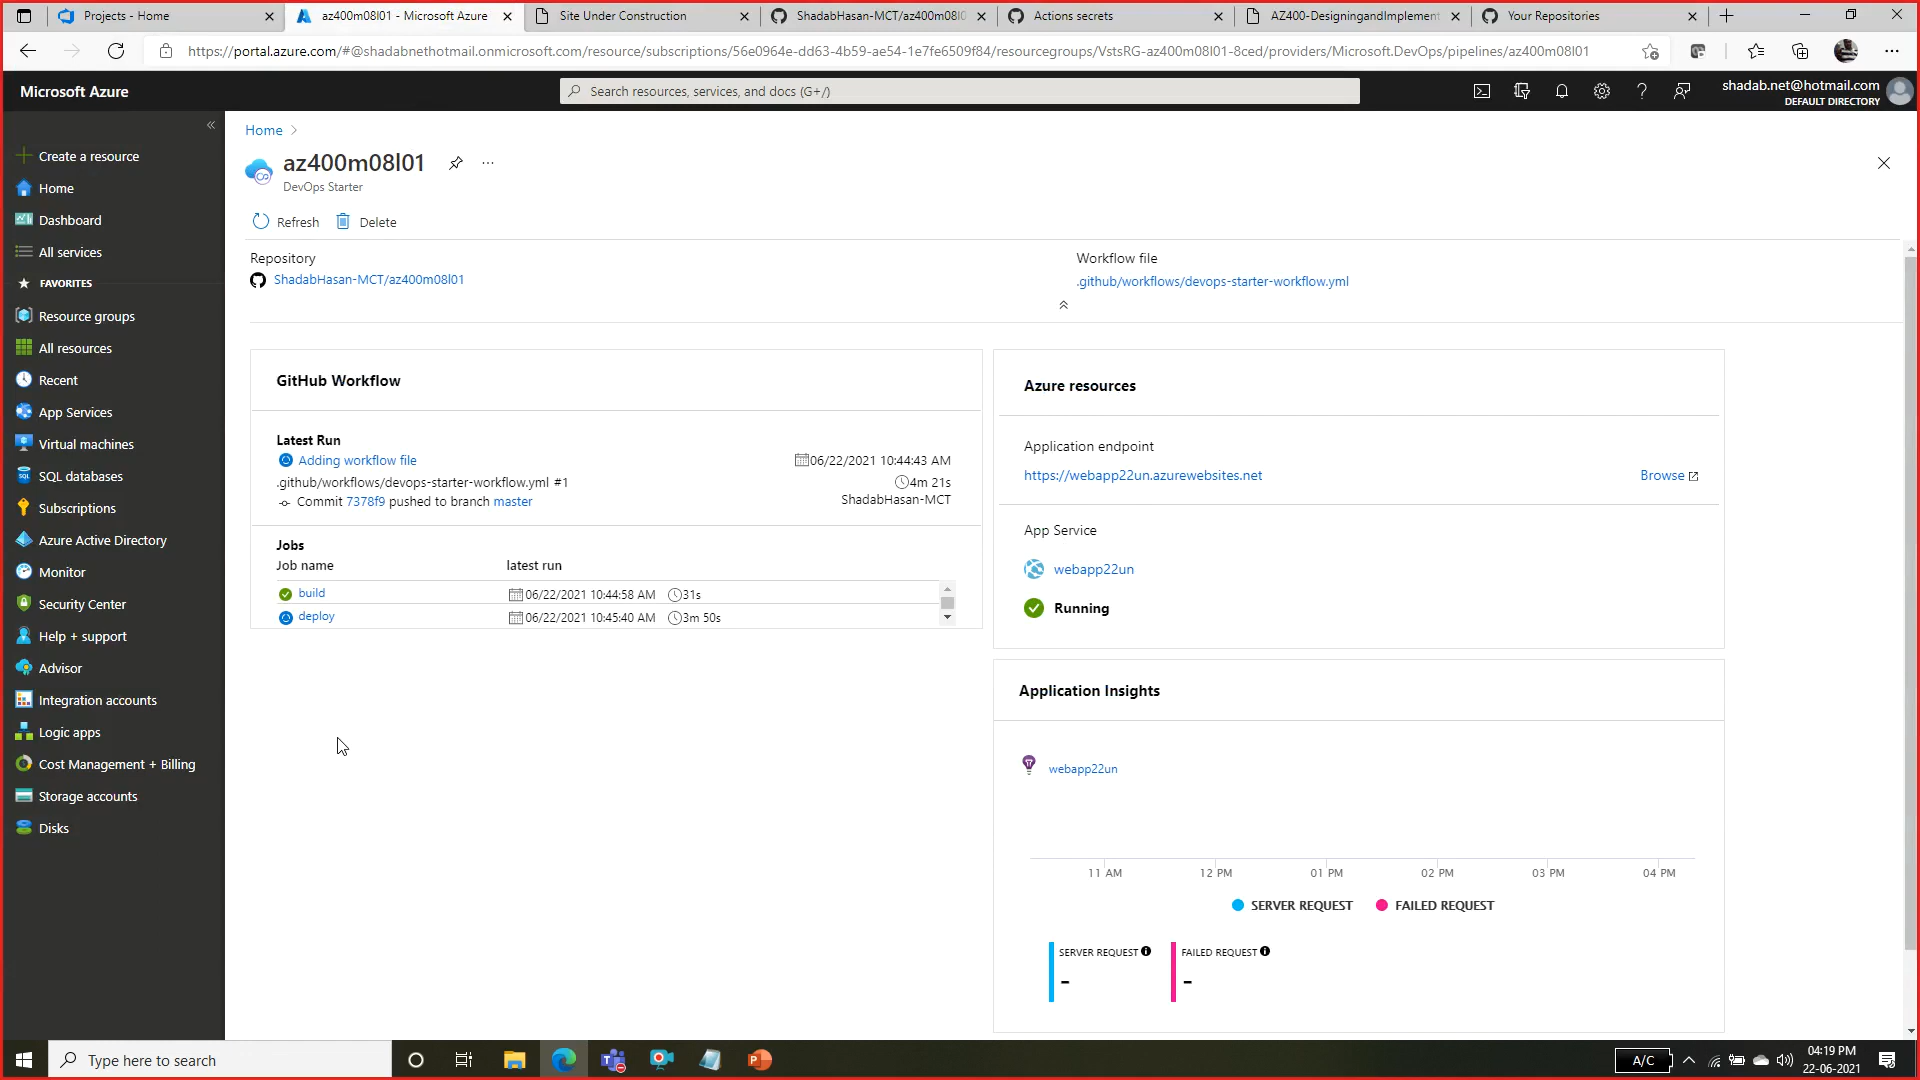 Projects - Home
az400m08l01 - Microsoft Azure
Site Under Construction
ShadabHasan-MCT/az400m08l0
Actions secrets
AZ400-DesigningandImplement
Your Repositories
https://portal.azure.com/#@shadabnethotmail.onmicrosoft.com/resource/subscriptions/56e0964e-dd63-4b59-ae54-1e7fe6509f84/resourcegroups/VstsRG-az400m08l01-8ced/providers/Microsoft.DevOps/pipelines/az400m08l01
Microsoft Azure
Search resources, services, and docs (G+/)
shadab.net@hotmail.com
DEFAULT DIRECTORY
Create a resource
Home
Dashboard
All services
FAVORITES
Resource groups
All resources
Recent
App Services
Virtual machines
SQL databases
Subscriptions
Azure Active Directory
Monitor
Security Center
Help + support
Advisor
Integration accounts
Logic apps
Cost Management + Billing
Storage accounts
Disks
Home
az400m08l01
DevOps Starter
Refresh
Delete
Repository
ShadabHasan-MCT/az400m08l01
Workflow file
.github/workflows/devops-starter-workflow.yml
GitHub Workflow
Latest Run
Adding workflow file
06/22/2021 10:44:43 AM
.github/workflows/devops-starter-workflow.yml #1
4m 21s
Commit 7378f9 pushed to branch master
ShadabHasan-MCT
Jobs
Job name
latest run
build
06/22/2021 10:44:58 AM
31s
deploy
06/22/2021 10:45:40 AM
3m 50s
Azure resources
Application endpoint
https://webapp22un.azurewebsites.net
Browse
App Service
webapp22un
Running
Application Insights
webapp22un
11 AM
12 PM
01 PM
02 PM
03 PM
04 PM
SERVER REQUEST
FAILED REQUEST
SERVER REQUEST
-
FAILED REQUEST
-
Type here to search
A/C
04:19 PM
22-06-2021